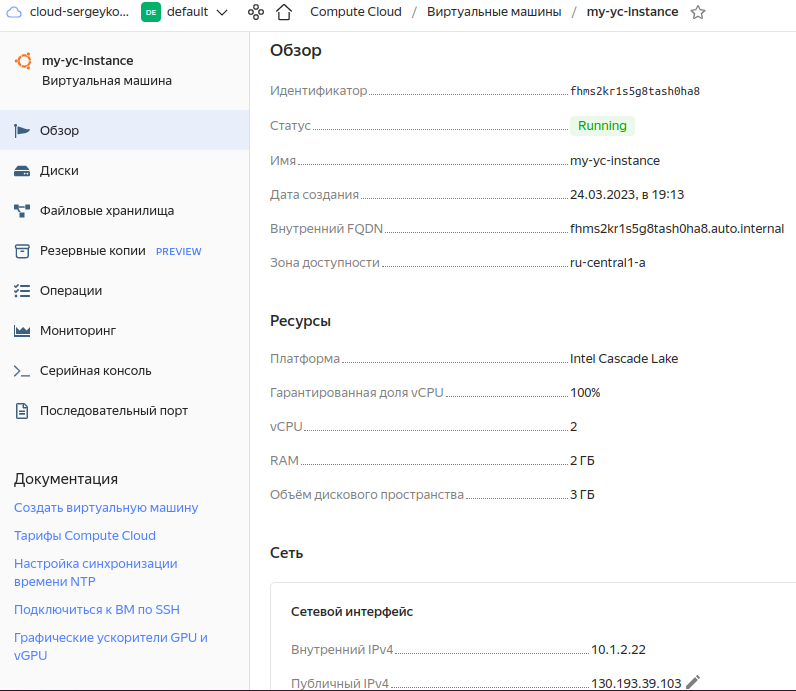 cloud-sergeyko... DE default Compute Cloud / Виртуальные машины / my-yc-instance
my-yc-instance
Виртуальная машина
Обзор
Диски
Файловые хранилища
Резервные копии PREVIEW
Операции
Мониторинг
Серийная консоль
Последовательный порт
Документация
Создать виртуальную машину
Тарифы Compute Cloud
Настройка синхронизации
времени NTP
Подключиться к ВМ по SSH
Графические ускорители GPU и
vGPU
Обзор
Идентификатор fhms2kr1s5g8tash0ha8
Статус Running
Имя my-yc-instance
Дата создания 24.03.2023, в 19:13
Внутренний FQDN fhms2kr1s5g8tash0ha8.auto.internal
Зона доступности ru-central1-a
Ресурсы
Платформа Intel Cascade Lake
Гарантированная доля vCPU 100%
vCPU 2
RAM 2 ГБ
Объём дискового пространства 3 ГБ
Сеть
Сетевой интерфейс
Внутренний IPv4 10.1.2.22
Публичный IPv4 130.193.39.103